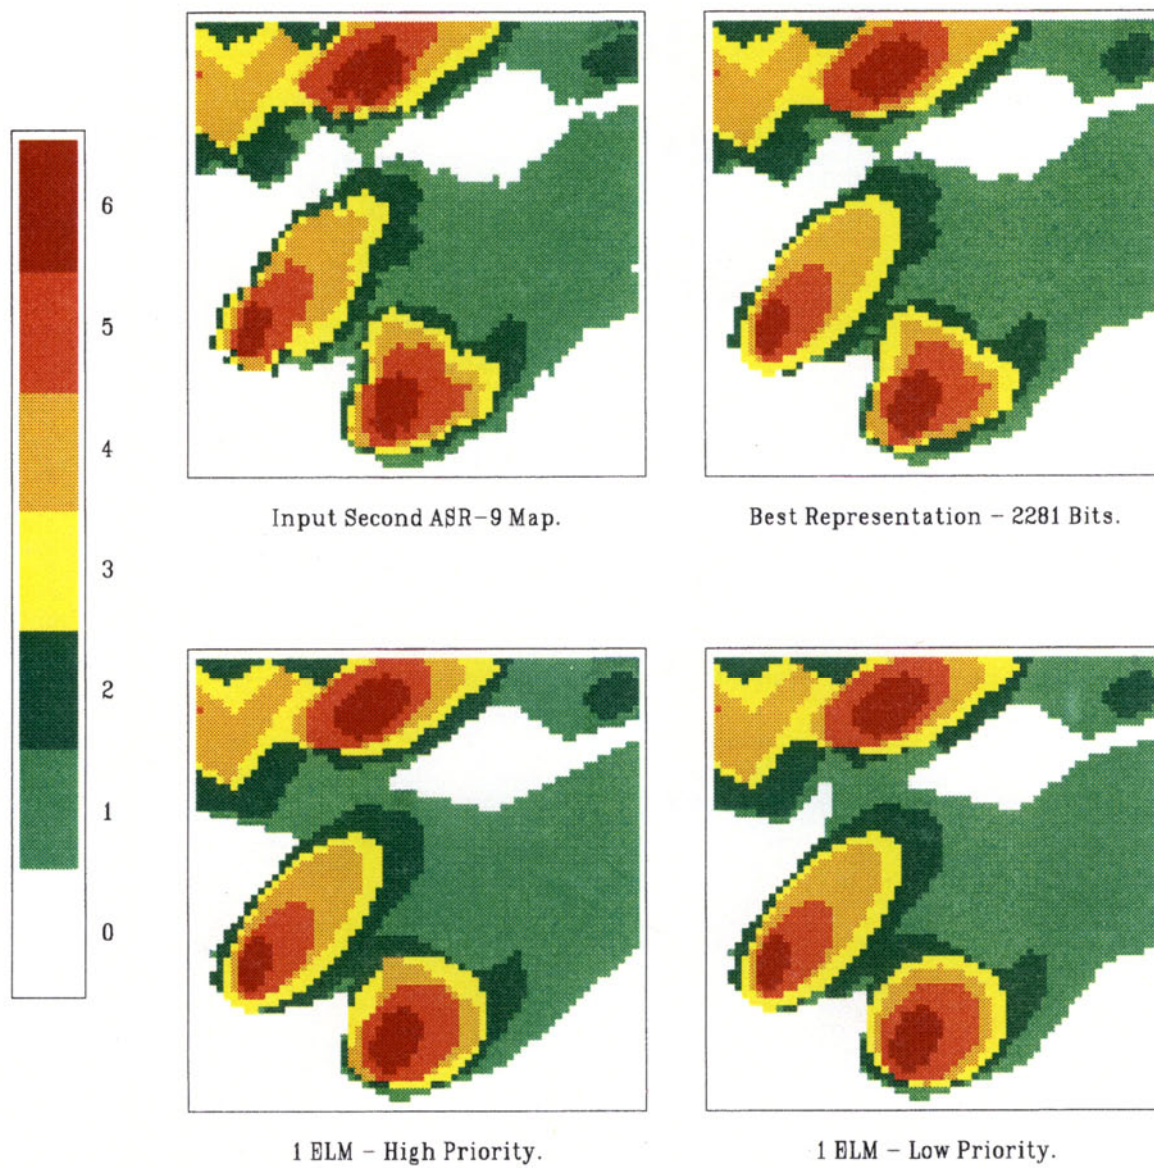 6
5
4
3
2
1
0
Input Second ASR-9 Map.
Best Representation - 2281 Bits.
1 ELM - High Priority.
1 ELM - Low Priority.